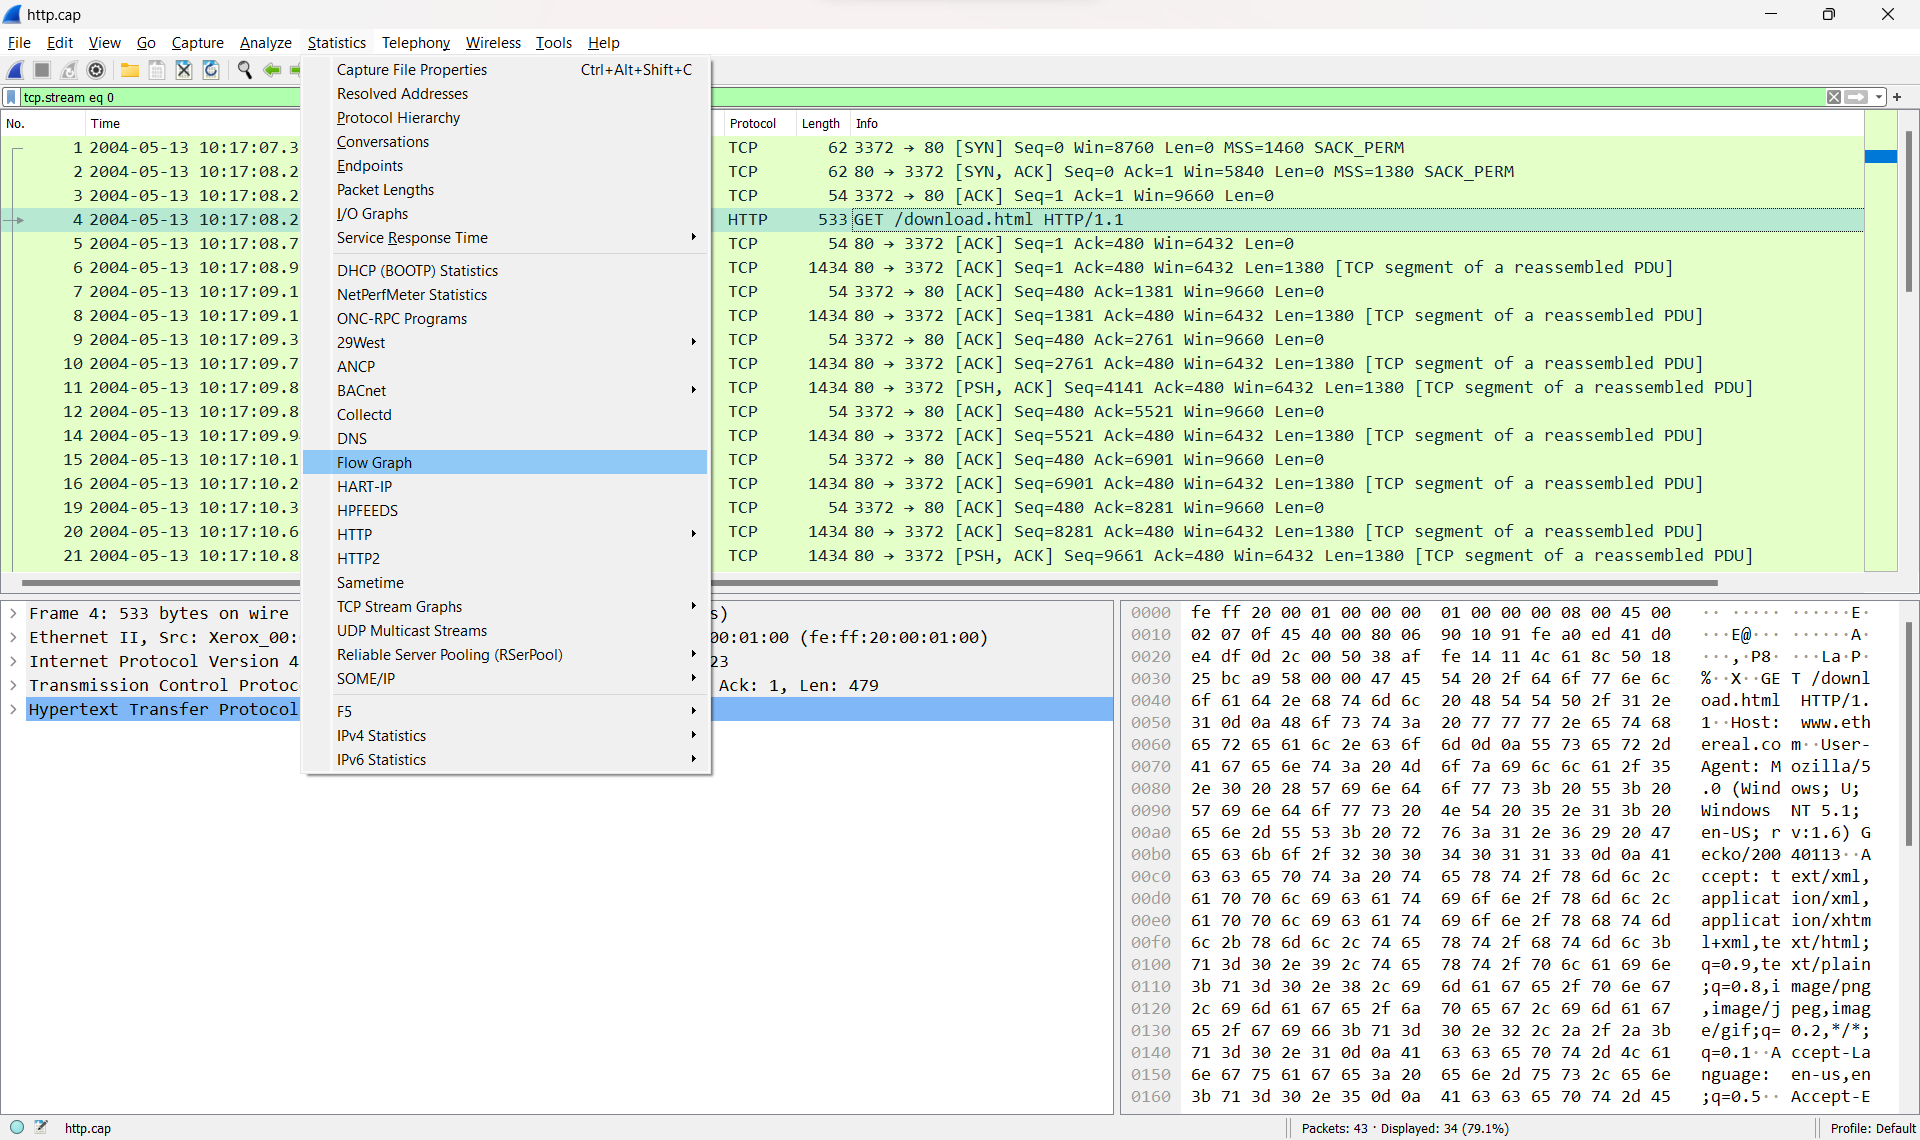 http.cap
File Edit View Go Capture Analyze Statistics Telephony Wireless Tools Help
tcp.stream eq 0
Capture File Properties Ctrl+Alt+Shift+C
Resolved Addresses
Protocol Hierarchy
Conversations
Endpoints
Packet Lengths
I/O Graphs
Service Response Time
DHCP (BOOTP) Statistics
NetPerfMeter Statistics
ONC-RPC Programs
29West
ANCP
BACnet
Collectd
DNS
Flow Graph
HART-IP
HPFEEDS
HTTP
HTTP2
Sametime
TCP Stream Graphs
UDP Multicast Streams
Reliable Server Pooling (RSerPool)
SOME/IP
F5
IPv4 Statistics
IPv6 Statistics
No. Time Protocol Length Info
1 2004-05-13 10:17:07.3 TCP 62 3372 → 80 [SYN] Seq=0 Win=8760 Len=0 MSS=1460 SACK_PERM
2 2004-05-13 10:17:08.2 TCP 62 80 → 3372 [SYN, ACK] Seq=0 Ack=1 Win=5840 Len=0 MSS=1380 SACK_PERM
3 2004-05-13 10:17:08.2 TCP 54 3372 → 80 [ACK] Seq=1 Ack=1 Win=9660 Len=0
4 2004-05-13 10:17:08.2 HTTP 533 GET /download.html HTTP/1.1
5 2004-05-13 10:17:08.7 TCP 54 80 → 3372 [ACK] Seq=1 Ack=480 Win=6432 Len=0
6 2004-05-13 10:17:08.9 TCP 1434 80 → 3372 [ACK] Seq=1 Ack=480 Win=6432 Len=1380 [TCP segment of a reassembled PDU]
7 2004-05-13 10:17:09.1 TCP 54 3372 → 80 [ACK] Seq=480 Ack=1381 Win=9660 Len=0
8 2004-05-13 10:17:09.1 TCP 1434 80 → 3372 [ACK] Seq=1381 Ack=480 Win=6432 Len=1380 [TCP segment of a reassembled PDU]
9 2004-05-13 10:17:09.3 TCP 54 3372 → 80 [ACK] Seq=480 Ack=2761 Win=9660 Len=0
10 2004-05-13 10:17:09.7 TCP 1434 80 → 3372 [ACK] Seq=2761 Ack=480 Win=6432 Len=1380 [TCP segment of a reassembled PDU]
11 2004-05-13 10:17:09.8 TCP 1434 80 → 3372 [PSH, ACK] Seq=4141 Ack=480 Win=6432 Len=1380 [TCP segment of a reassembled PDU]
12 2004-05-13 10:17:09.8 TCP 54 3372 → 80 [ACK] Seq=480 Ack=5521 Win=9660 Len=0
14 2004-05-13 10:17:09.9 TCP 1434 80 → 3372 [ACK] Seq=5521 Ack=480 Win=6432 Len=1380 [TCP segment of a reassembled PDU]
15 2004-05-13 10:17:10.1 TCP 54 3372 → 80 [ACK] Seq=480 Ack=6901 Win=9660 Len=0
16 2004-05-13 10:17:10.2 TCP 1434 80 → 3372 [ACK] Seq=6901 Ack=480 Win=6432 Len=1380 [TCP segment of a reassembled PDU]
19 2004-05-13 10:17:10.3 TCP 54 3372 → 80 [ACK] Seq=480 Ack=8281 Win=9660 Len=0
20 2004-05-13 10:17:10.6 TCP 1434 80 → 3372 [ACK] Seq=8281 Ack=480 Win=6432 Len=1380 [TCP segment of a reassembled PDU]
21 2004-05-13 10:17:10.8 TCP 1434 80 → 3372 [PSH, ACK] Seq=9661 Ack=480 Win=6432 Len=1380 [TCP segment of a reassembled PDU]
Frame 4: 533 bytes on wire s)
Ethernet II, Src: Xerox_00: 00:01:00 (fe:ff:20:00:01:00)
Internet Protocol Version 4 23
Transmission Control Protoc Ack: 1, Len: 479
Hypertext Transfer Protocol
0000 fe ff 20 00 01 00 00 00 01 00 00 00 08 00 45 00 ·· ····· ······E·
0010 02 07 0f 45 40 00 80 06 90 10 91 fe a0 ed 41 d0 ···E@··· ······A·
0020 e4 df 0d 2c 00 50 38 af fe 14 11 4c 61 8c 50 18 ···,·P8· ···La·P·
0030 25 bc a9 58 00 00 47 45 54 20 2f 64 6f 77 6e 6c %··X··GE T /downl
0040 6f 61 64 2e 68 74 6d 6c 20 48 54 54 50 2f 31 2e oad.html HTTP/1.
0050 31 0d 0a 48 6f 73 74 3a 20 77 77 77 2e 65 74 68 1··Host: www.eth
0060 65 72 65 61 6c 2e 63 6f 6d 0d 0a 55 73 65 72 2d ereal.co m··User-
0070 41 67 65 6e 74 3a 20 4d 6f 7a 69 6c 6c 61 2f 35 Agent: M ozilla/5
0080 2e 30 20 28 57 69 6e 64 6f 77 73 3b 20 55 3b 20 .0 (Wind ows; U;
0090 57 69 6e 64 6f 77 73 20 4e 54 20 35 2e 31 3b 20 Windows NT 5.1;
00a0 65 6e 2d 55 53 3b 20 72 76 3a 31 2e 36 29 20 47 en-US; r v:1.6) G
00b0 65 63 6b 6f 2f 32 30 30 34 30 31 31 33 0d 0a 41 ecko/200 40113··A
00c0 63 63 65 70 74 3a 20 74 65 78 74 2f 78 6d 6c 2c ccept: t ext/xml,
00d0 61 70 70 6c 69 63 61 74 69 6f 6e 2f 78 6d 6c 2c applicat ion/xml,
00e0 61 70 70 6c 69 63 61 74 69 6f 6e 2f 78 68 74 6d applicat ion/xhtm
00f0 6c 2b 78 6d 6c 2c 74 65 78 74 2f 68 74 6d 6c 3b l+xml,te xt/html;
0100 71 3d 30 2e 39 2c 74 65 78 74 2f 70 6c 61 69 6e q=0.9,te xt/plain
0110 3b 71 3d 30 2e 38 2c 69 6d 61 67 65 2f 70 6e 67 ;q=0.8,i mage/png
0120 2c 69 6d 61 67 65 2f 6a 70 65 67 2c 69 6d 61 67 ,image/j peg,imag
0130 65 2f 67 69 66 3b 71 3d 30 2e 32 2c 2a 2f 2a 3b e/gif;q= 0.2,*/*;
0140 71 3d 30 2e 31 0d 0a 41 63 63 65 70 74 2d 4c 61 q=0.1··A ccept-La
0150 6e 67 75 61 67 65 3a 20 65 6e 2d 75 73 2c 65 6e nguage: en-us,en
0160 3b 71 3d 30 2e 35 0d 0a 41 63 63 65 70 74 2d 45 ;q=0.5·· Accept-E
http.cap Packets: 43 · Displayed: 34 (79.1%) Profile: Default